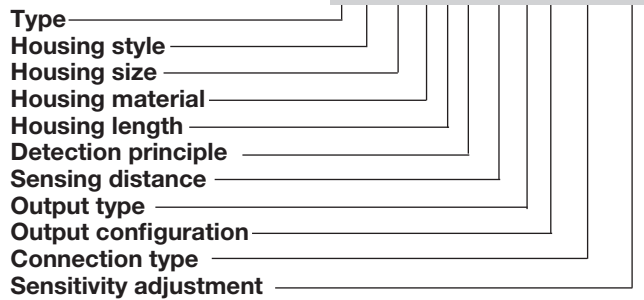 Type
Housing style
Housing size
Housing material
Housing length
Detection principle
Sensing distance
Output type
Output configuration
Connection type
Sensitivity adjustment